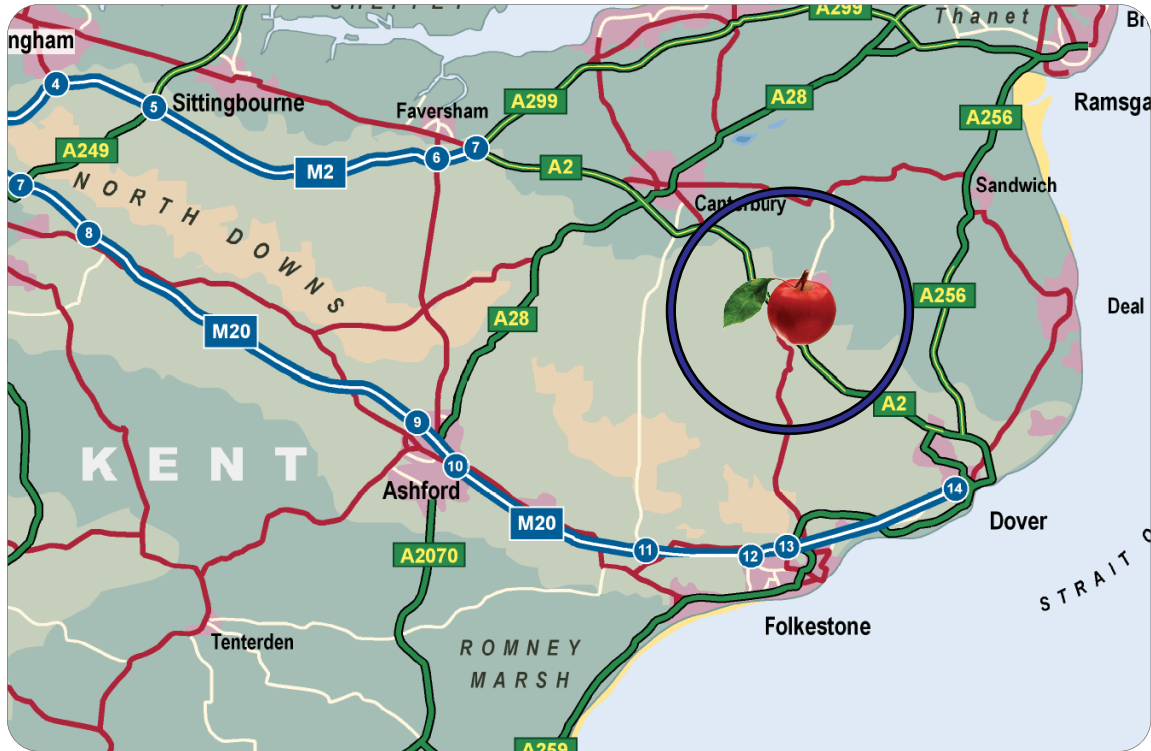 A299
Thanet
ngham
4
5
Sittingbourne
Faversham
A299
A28
A256
Ramsga
A249
M2
6
7
A2
7
NORTH DOWNS
Canterbury
Sandwich
8
A256
Deal
M20
A28
A2
9
KENT
10
Ashford
14
M20
Dover
A2070
11
12
13
STRAIT
Folkestone
Tenterden
ROMNEY
MARSH
A259